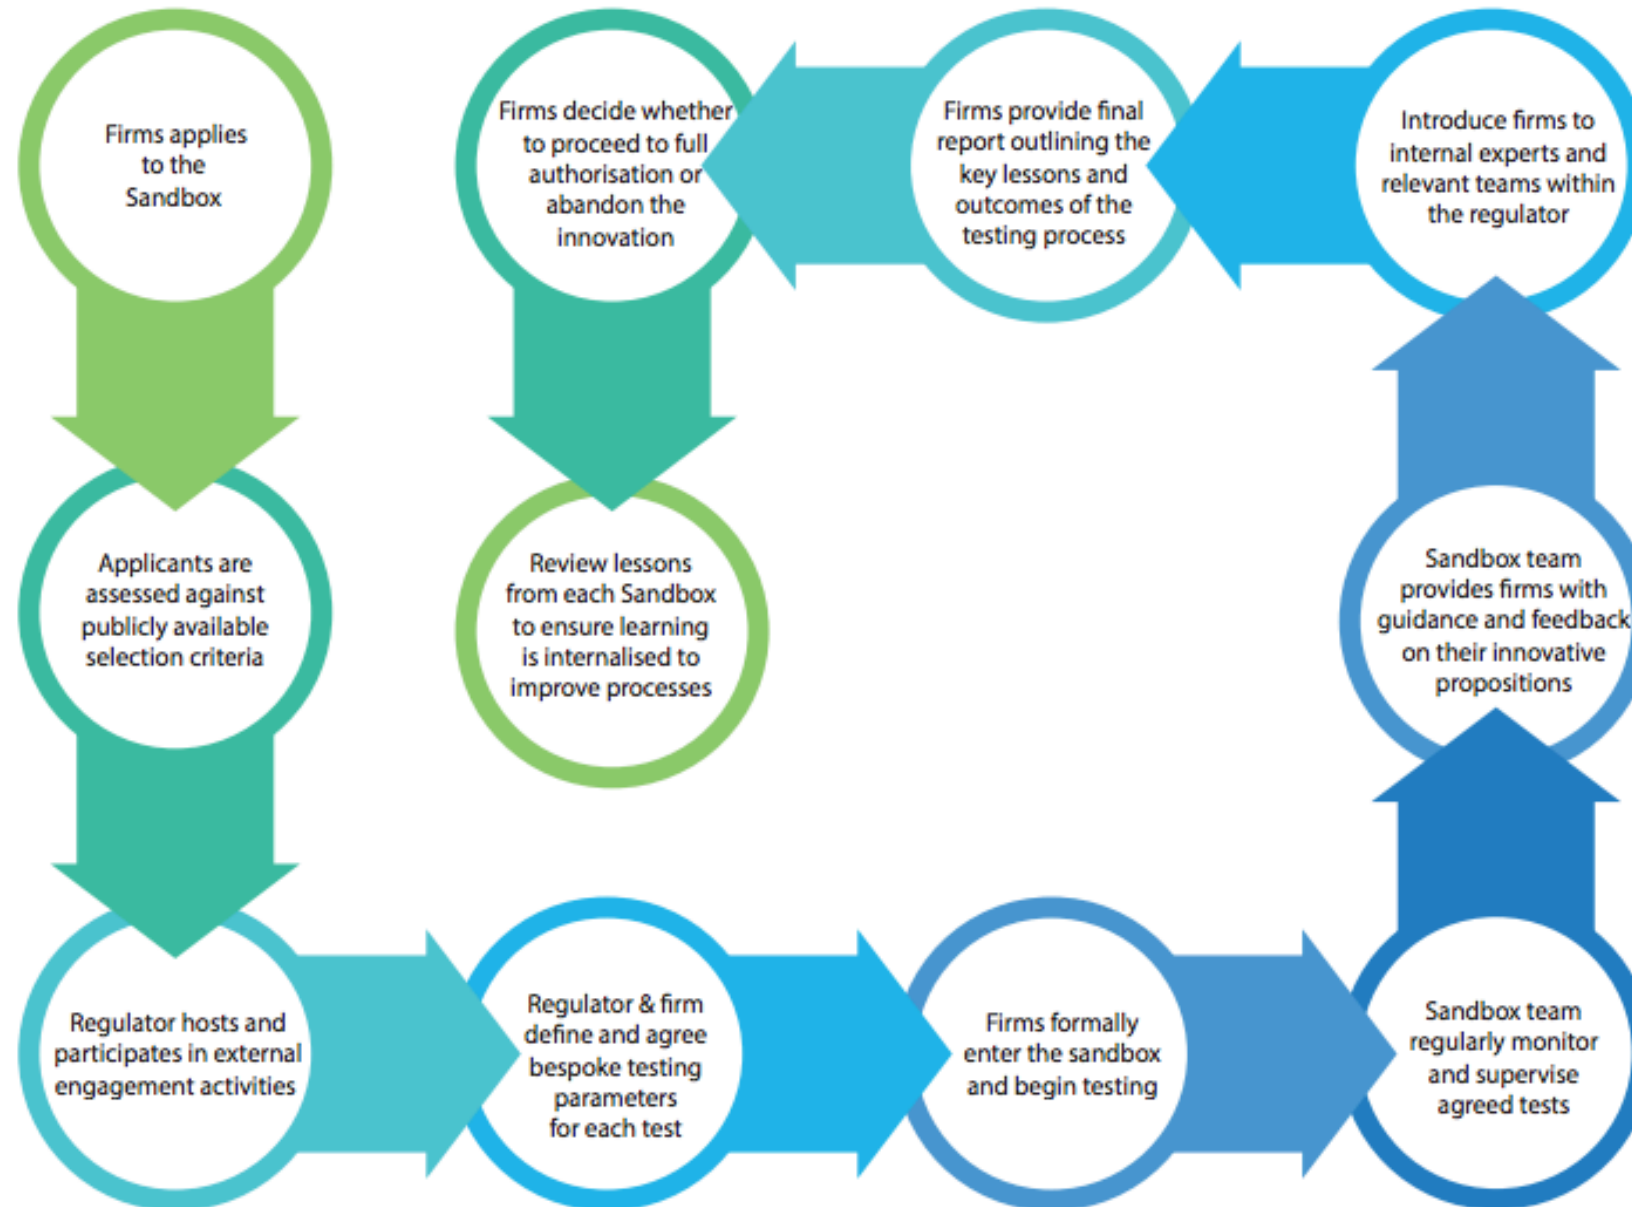 Firms applies
to the
Sandbox
Applicants are
assessed against
publicly available
selection criteria
Regulator hosts and
participates in external
engagement activities
Regulator & firm
define and agree
bespoke testing
parameters
for each test
Firms formally
enter the sandbox
and begin testing
Sandbox team
regularly monitor
and supervise
agreed tests
Sandbox team
provides firms with
guidance and feedback
on their innovative
propositions
Introduce firms to
internal experts and
relevant teams within
the regulator
Firms provide final
report outlining the
key lessons and
outcomes of the
testing process
Firms decide whether
to proceed to full
authorisation or
abandon the
innovation
Review lessons
from each Sandbox
to ensure learning
is internalised to
improve processes